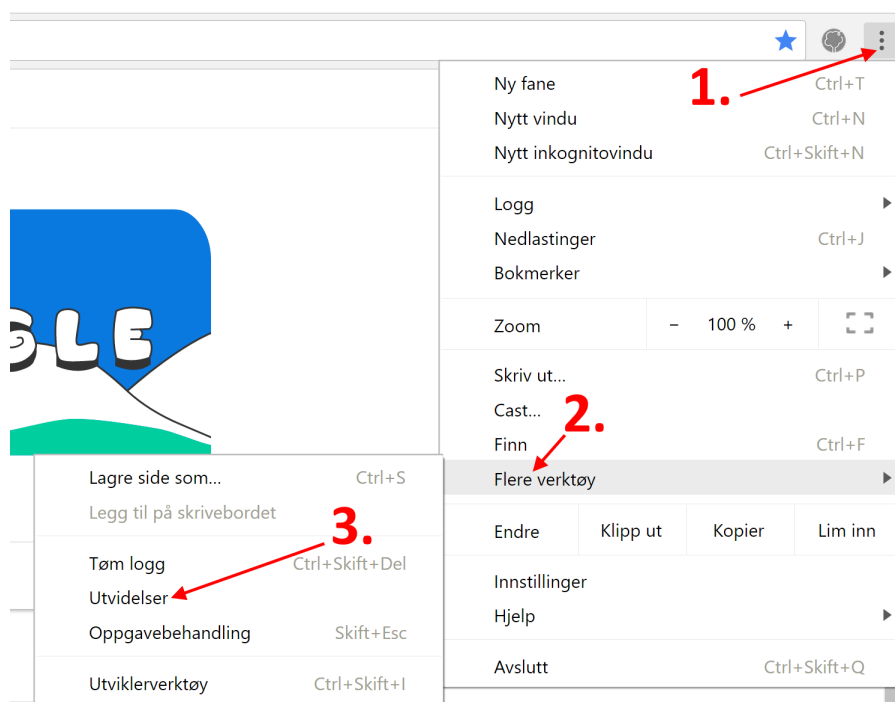 1.
Ny fane Ctrl+T
Nytt vindu Ctrl+N
Nytt inkognitovindu Ctrl+Skift+N
Logg
Nedlastinger Ctrl+J
Bokmerker
Zoom − 100 % +
Skriv ut... Ctrl+P
Cast...
2.
Finn Ctrl+F
Flere verktøy
Endre Klipp ut Kopier Lim inn
Innstillinger
Hjelp
Avslutt Ctrl+Skift+Q
GLE
Lagre side som... Ctrl+S
Legg til på skrivebordet
3.
Tøm logg Ctrl+Skift+Del
Utvidelser
Oppgavebehandling Skift+Esc
Utviklerverktøy Ctrl+Skift+I